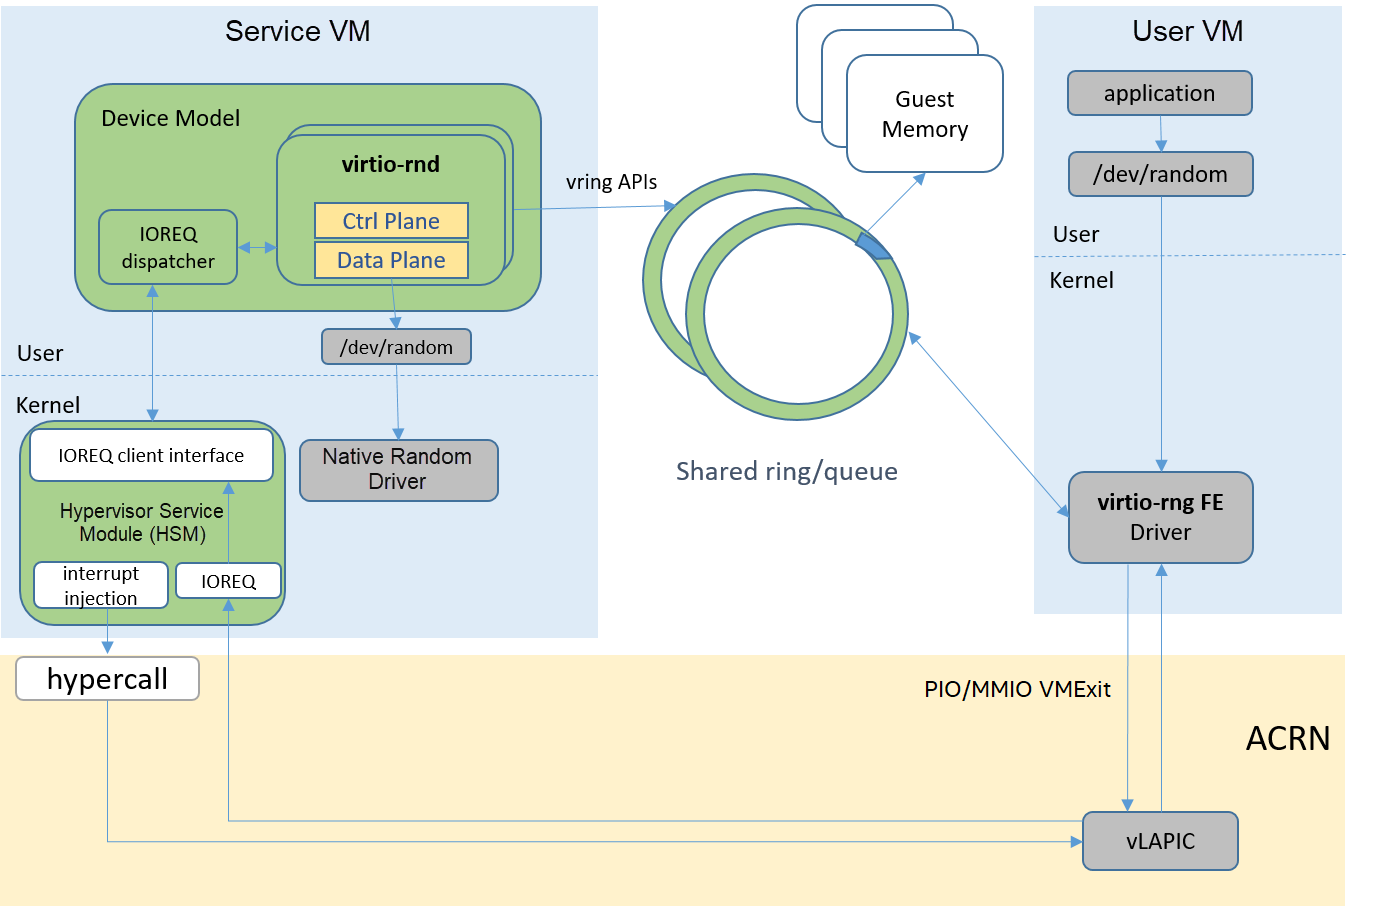 Service VM
Device Model
virtio-rnd
Ctrl Plane
Data Plane
IOREQ
dispatcher
/dev/random
User
Kernel
IOREQ client interface
Hypervisor Service
Module (HSM)
interrupt
injection
IOREQ
Native Random
Driver
vring APIs
Guest
Memory
Shared ring/queue
User VM
application
/dev/random
User
Kernel
virtio-rng FE
Driver
hypercall
PIO/MMIO VMExit
ACRN
vLAPIC